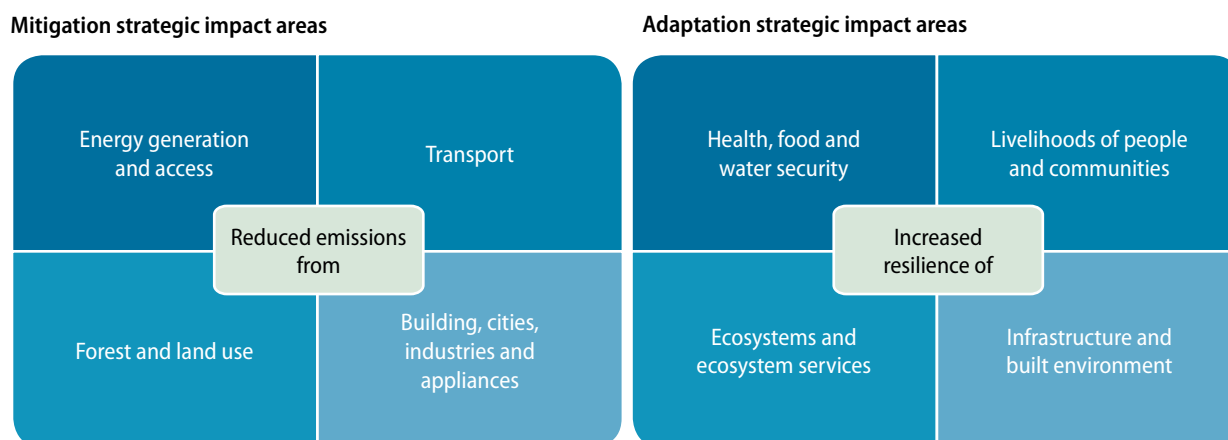 Mitigation strategic impact areas
Energy generation
and access
Transport
Reduced emissions
from
Forest and land use
Building, cities,
industries and
appliances
Adaptation strategic impact areas
Health, food and
water security
Livelihoods of people
and communities
Increased
resilience of
Ecosystems and
ecosystem services
Infrastructure and
built environment